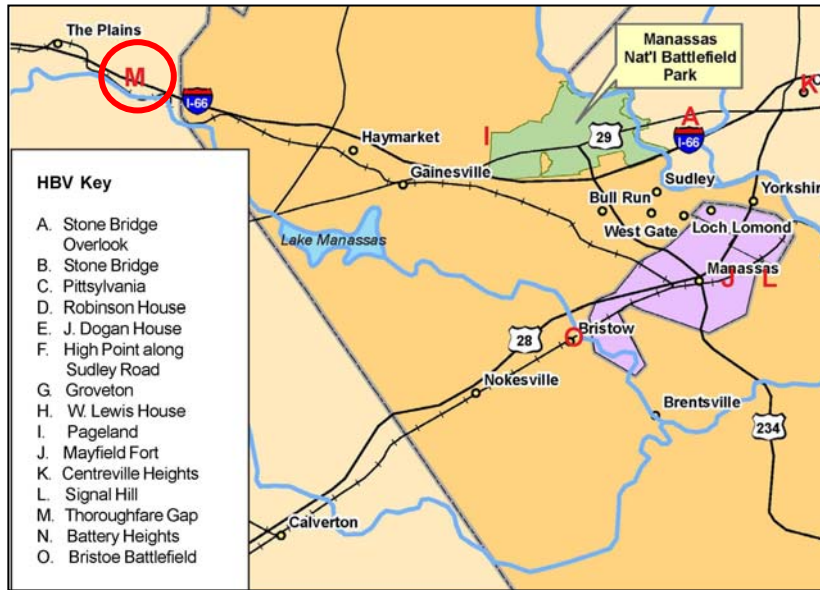 The Plains
M
I-66
Haymarket
Gainesville
Manassas
Nat'l Battlefield
Park
I
29
A
I-66
K
C
Sudley
Bull Run
Yorkshire
West Gate
Loch Lomond
Lake Manassas
Manassas
J
L
28
O
Bristow
Nokesville
Brentsville
234
Calverton
HBV Key
A. Stone Bridge
Overlook
B. Stone Bridge
C. Pittsylvania
D. Robinson House
E. J. Dogan House
F. High Point along
Sudley Road
G. Groveton
H. W. Lewis House
I. Pageland
J. Mayfield Fort
K. Centreville Heights
L. Signal Hill
M. Thoroughfare Gap
N. Battery Heights
O. Bristoe Battlefield